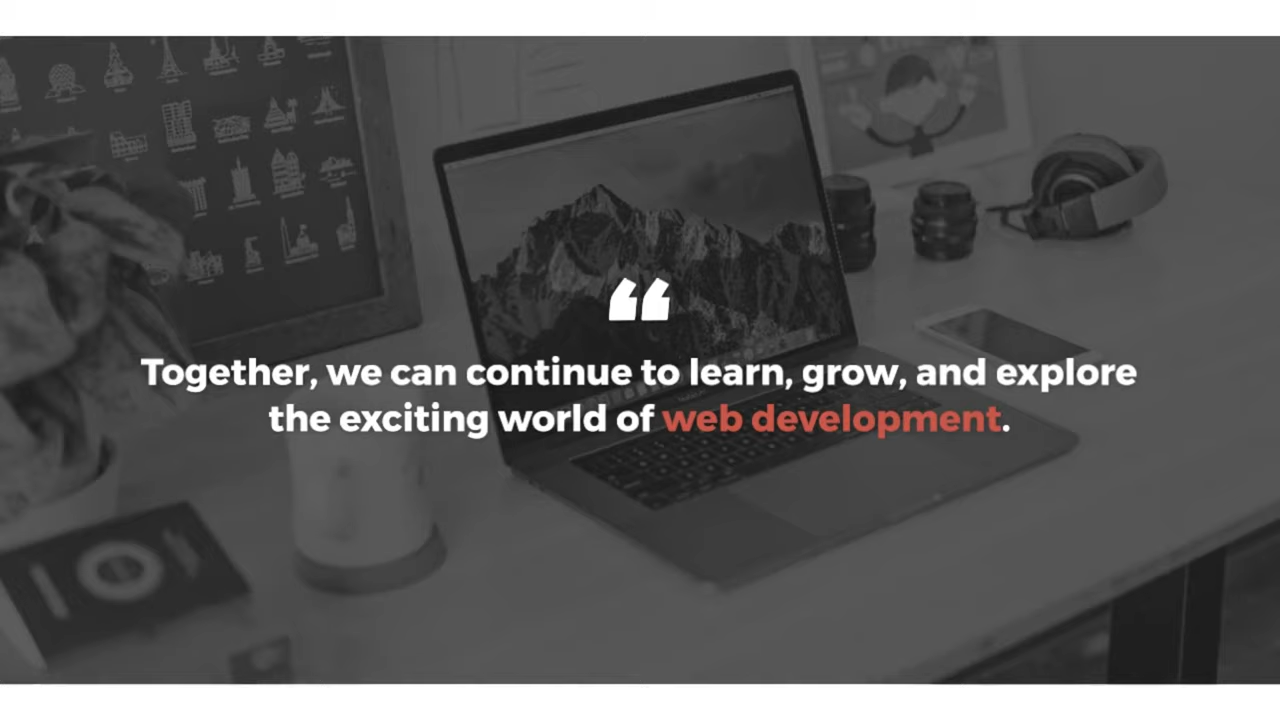 ❝
Together, we can continue to learn, grow, and explore
the exciting world of web development.